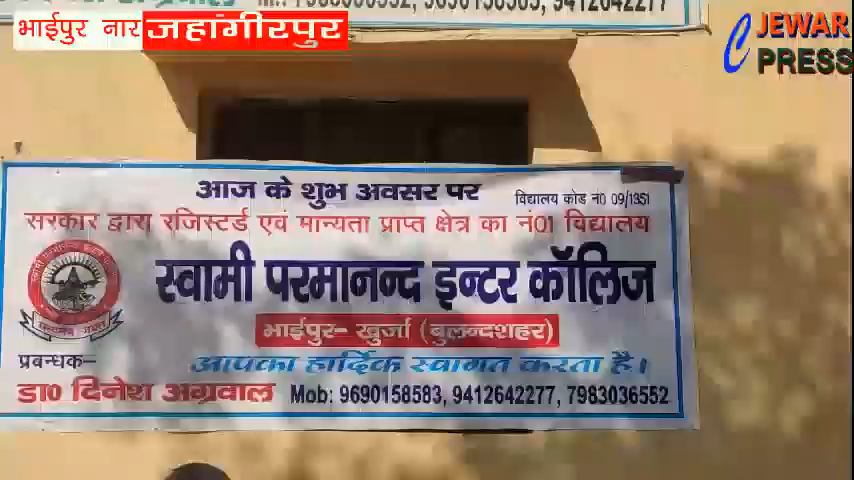 भाईपुर नार जहांगीरपुर
JEWAR
PRESS
आज के शुभ अवसर पर
विद्यालय कोड न0 09/1351
सरकार द्वारा रजिस्टर्ड एवं मान्यता प्राप्त क्षेत्र का नं01 विद्यालय
स्वामी परमानन्द इन्टर कॉलिज
भाईपुर- खुर्जा (बुलन्दशहर)
प्रबन्धक–
आपका हार्दिक स्वागत करता है।
डा0 दिनेश अग्रवाल Mob: 9690158583, 9412642277, 7983036552